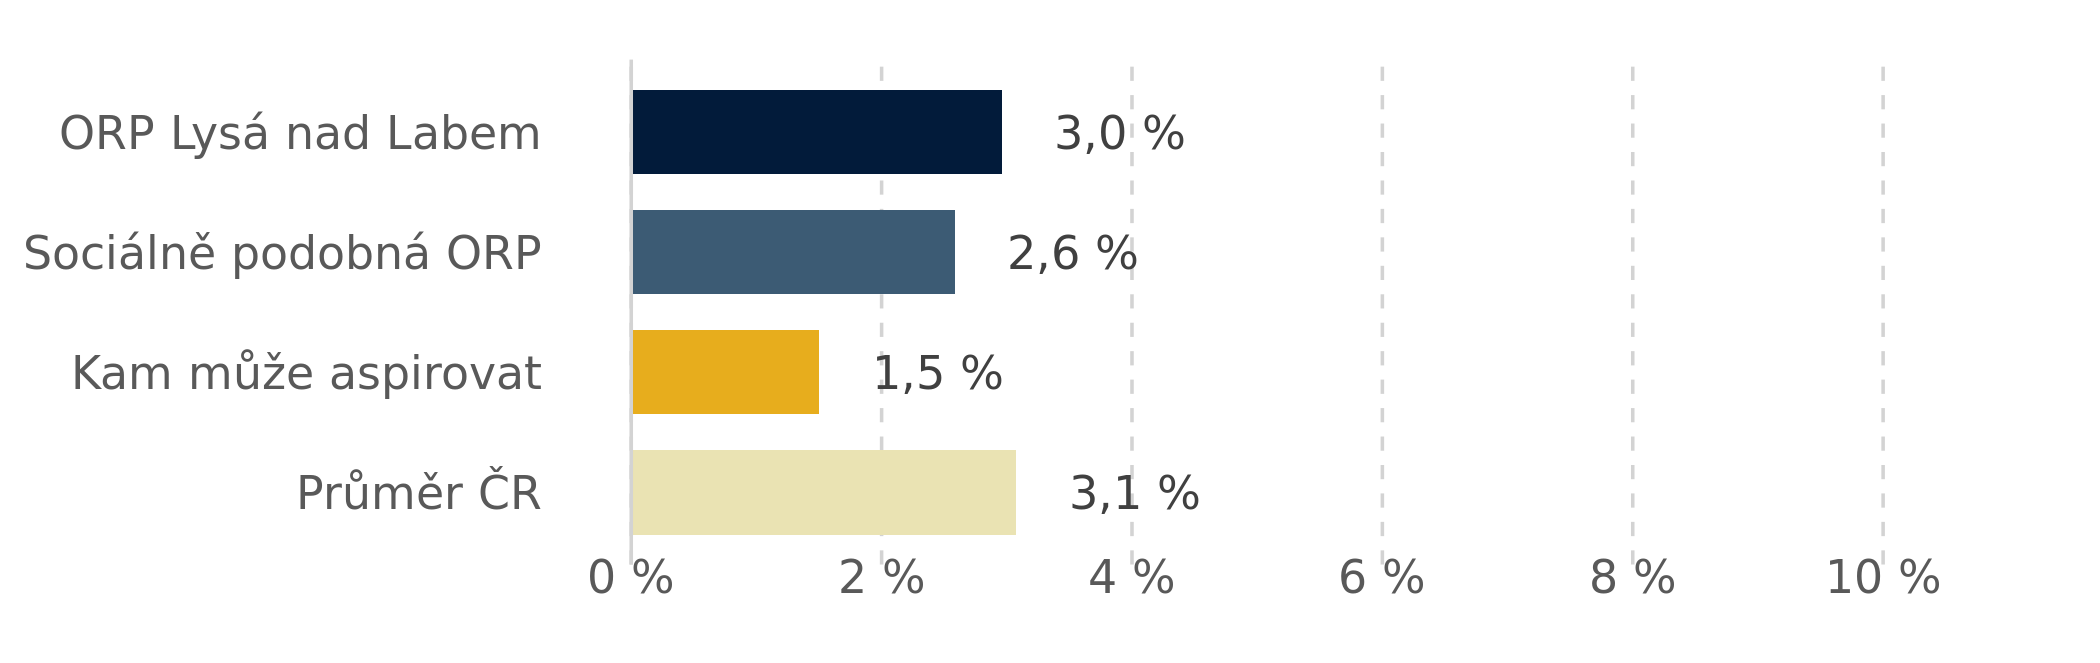 ORP Lysá nad Labem 3,0 %
Sociálně podobná ORP 2,6 %
Kam může aspirovat 1,5 %
Průměr ČR 3,1 %
0 % 2 % 4 % 6 % 8 % 10 %